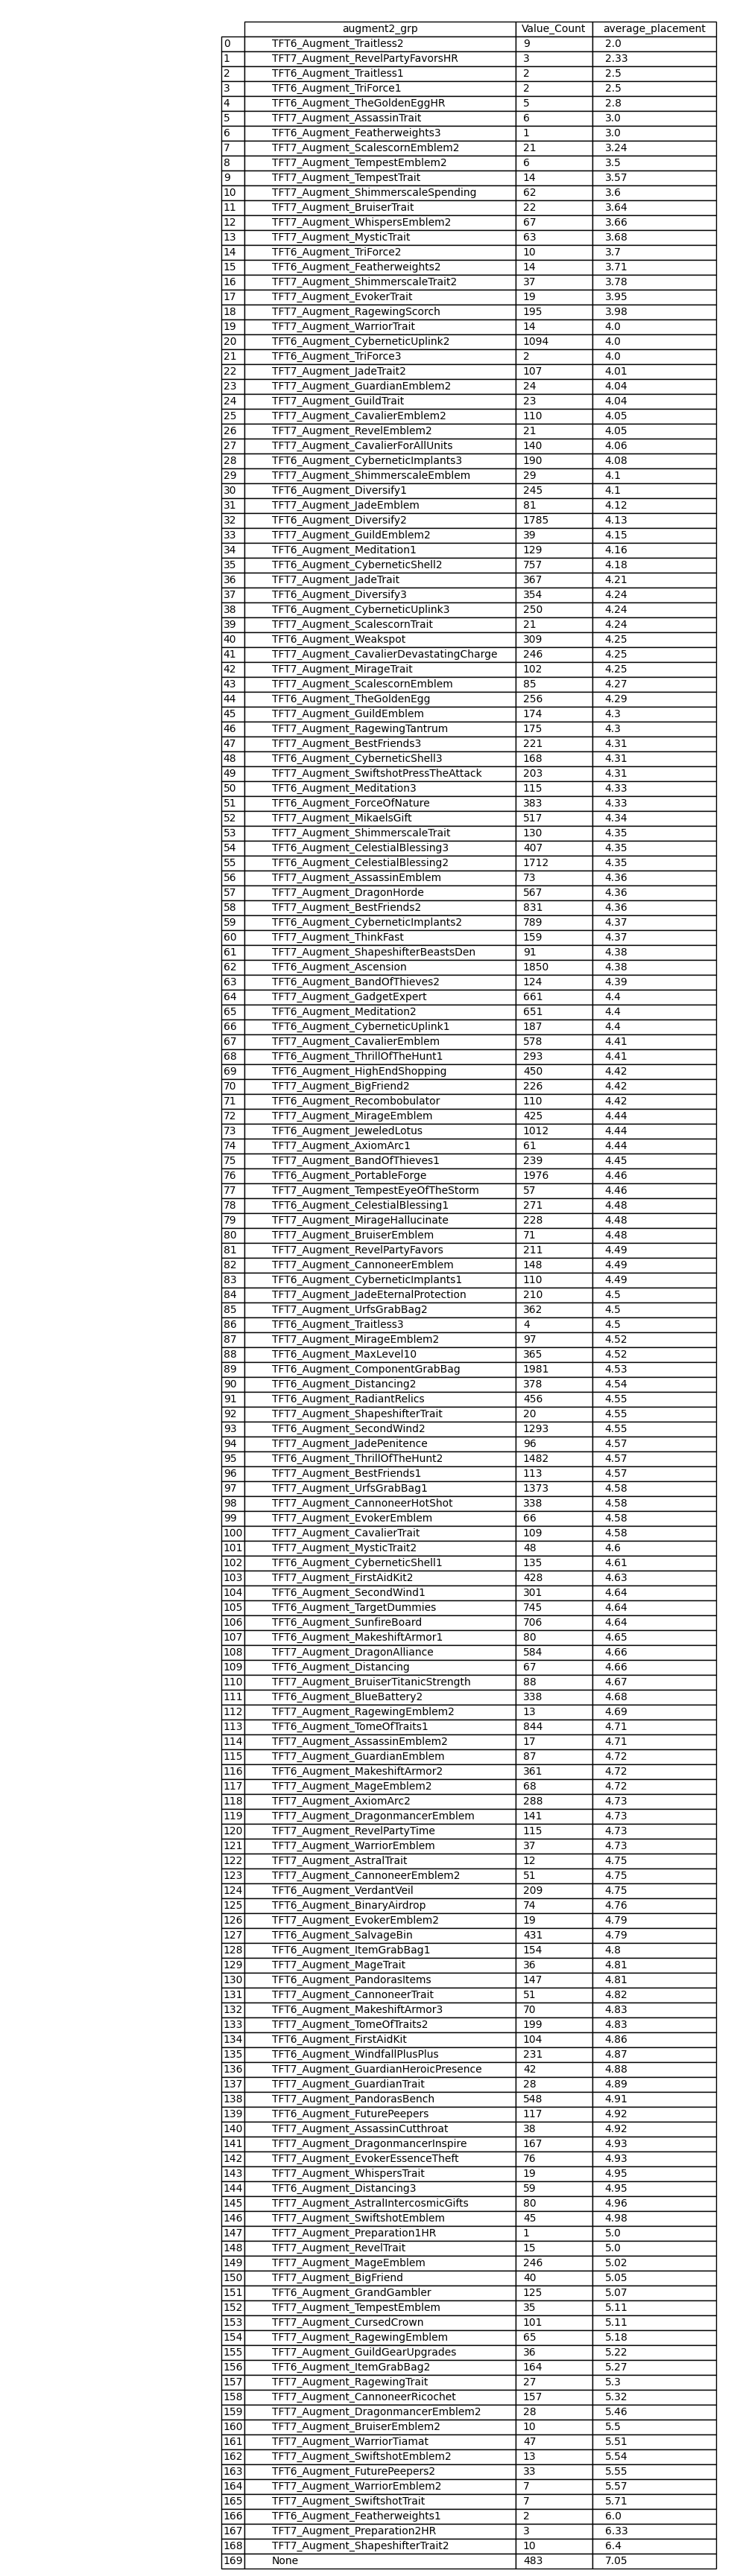 augment2_grp Value_Count average_placement
0 TFT6_Augment_Traitless2 9 2.0
1 TFT7_Augment_RevelPartyFavorsHR 3 2.33
2 TFT6_Augment_Traitless1 2 2.5
3 TFT6_Augment_TriForce1 2 2.5
4 TFT6_Augment_TheGoldenEggHR 5 2.8
5 TFT7_Augment_AssassinTrait 6 3.0
6 TFT6_Augment_Featherweights3 1 3.0
7 TFT7_Augment_ScalescornEmblem2 21 3.24
8 TFT7_Augment_TempestEmblem2 6 3.5
9 TFT7_Augment_TempestTrait 14 3.57
10 TFT7_Augment_ShimmerscaleSpending 62 3.6
11 TFT7_Augment_BruiserTrait 22 3.64
12 TFT7_Augment_WhispersEmblem2 67 3.66
13 TFT7_Augment_MysticTrait 63 3.68
14 TFT6_Augment_TriForce2 10 3.7
15 TFT6_Augment_Featherweights2 14 3.71
16 TFT7_Augment_ShimmerscaleTrait2 37 3.78
17 TFT7_Augment_EvokerTrait 19 3.95
18 TFT7_Augment_RagewingScorch 195 3.98
19 TFT7_Augment_WarriorTrait 14 4.0
20 TFT6_Augment_CyberneticUplink2 1094 4.0
21 TFT6_Augment_TriForce3 2 4.0
22 TFT7_Augment_JadeTrait2 107 4.01
23 TFT7_Augment_GuardianEmblem2 24 4.04
24 TFT7_Augment_GuildTrait 23 4.04
25 TFT7_Augment_CavalierEmblem2 110 4.05
26 TFT7_Augment_RevelEmblem2 21 4.05
27 TFT7_Augment_CavalierForAllUnits 140 4.06
28 TFT6_Augment_CyberneticImplants3 190 4.08
29 TFT7_Augment_ShimmerscaleEmblem 29 4.1
30 TFT6_Augment_Diversify1 245 4.1
31 TFT7_Augment_JadeEmblem 81 4.12
32 TFT6_Augment_Diversify2 1785 4.13
33 TFT7_Augment_GuildEmblem2 39 4.15
34 TFT6_Augment_Meditation1 129 4.16
35 TFT6_Augment_CyberneticShell2 757 4.18
36 TFT7_Augment_JadeTrait 367 4.21
37 TFT6_Augment_Diversify3 354 4.24
38 TFT6_Augment_CyberneticUplink3 250 4.24
39 TFT7_Augment_ScalescornTrait 21 4.24
40 TFT6_Augment_Weakspot 309 4.25
41 TFT7_Augment_CavalierDevastatingCharge 246 4.25
42 TFT7_Augment_MirageTrait 102 4.25
43 TFT7_Augment_ScalescornEmblem 85 4.27
44 TFT6_Augment_TheGoldenEgg 256 4.29
45 TFT7_Augment_GuildEmblem 174 4.3
46 TFT7_Augment_RagewingTantrum 175 4.3
47 TFT7_Augment_BestFriends3 221 4.31
48 TFT6_Augment_CyberneticShell3 168 4.31
49 TFT7_Augment_SwiftshotPressTheAttack 203 4.31
50 TFT6_Augment_Meditation3 115 4.33
51 TFT6_Augment_ForceOfNature 383 4.33
52 TFT7_Augment_MikaelsGift 517 4.34
53 TFT7_Augment_ShimmerscaleTrait 130 4.35
54 TFT6_Augment_CelestialBlessing3 407 4.35
55 TFT6_Augment_CelestialBlessing2 1712 4.35
56 TFT7_Augment_AssassinEmblem 73 4.36
57 TFT7_Augment_DragonHorde 567 4.36
58 TFT7_Augment_BestFriends2 831 4.36
59 TFT6_Augment_CyberneticImplants2 789 4.37
60 TFT7_Augment_ThinkFast 159 4.37
61 TFT7_Augment_ShapeshifterBeastsDen 91 4.38
62 TFT6_Augment_Ascension 1850 4.38
63 TFT6_Augment_BandOfThieves2 124 4.39
64 TFT7_Augment_GadgetExpert 661 4.4
65 TFT6_Augment_Meditation2 651 4.4
66 TFT6_Augment_CyberneticUplink1 187 4.4
67 TFT7_Augment_CavalierEmblem 578 4.41
68 TFT6_Augment_ThrillOfTheHunt1 293 4.41
69 TFT6_Augment_HighEndShopping 450 4.42
70 TFT7_Augment_BigFriend2 226 4.42
71 TFT6_Augment_Recombobulator 110 4.42
72 TFT7_Augment_MirageEmblem 425 4.44
73 TFT6_Augment_JeweledLotus 1012 4.44
74 TFT7_Augment_AxiomArc1 61 4.44
75 TFT7_Augment_BandOfThieves1 239 4.45
76 TFT6_Augment_PortableForge 1976 4.46
77 TFT7_Augment_TempestEyeOfTheStorm 57 4.46
78 TFT6_Augment_CelestialBlessing1 271 4.48
79 TFT7_Augment_MirageHallucinate 228 4.48
80 TFT7_Augment_BruiserEmblem 71 4.48
81 TFT7_Augment_RevelPartyFavors 211 4.49
82 TFT7_Augment_CannoneerEmblem 148 4.49
83 TFT6_Augment_CyberneticImplants1 110 4.49
84 TFT7_Augment_JadeEternalProtection 210 4.5
85 TFT7_Augment_UrfsGrabBag2 362 4.5
86 TFT6_Augment_Traitless3 4 4.5
87 TFT7_Augment_MirageEmblem2 97 4.52
88 TFT6_Augment_MaxLevel10 365 4.52
89 TFT6_Augment_ComponentGrabBag 1981 4.53
90 TFT6_Augment_Distancing2 378 4.54
91 TFT6_Augment_RadiantRelics 456 4.55
92 TFT7_Augment_ShapeshifterTrait 20 4.55
93 TFT6_Augment_SecondWind2 1293 4.55
94 TFT7_Augment_JadePenitence 96 4.57
95 TFT6_Augment_ThrillOfTheHunt2 1482 4.57
96 TFT7_Augment_BestFriends1 113 4.57
97 TFT7_Augment_UrfsGrabBag1 1373 4.58
98 TFT7_Augment_CannoneerHotShot 338 4.58
99 TFT7_Augment_EvokerEmblem 66 4.58
100 TFT7_Augment_CavalierTrait 109 4.58
101 TFT7_Augment_MysticTrait2 48 4.6
102 TFT6_Augment_CyberneticShell1 135 4.61
103 TFT7_Augment_FirstAidKit2 428 4.63
104 TFT6_Augment_SecondWind1 301 4.64
105 TFT6_Augment_TargetDummies 745 4.64
106 TFT6_Augment_SunfireBoard 706 4.64
107 TFT6_Augment_MakeshiftArmor1 80 4.65
108 TFT7_Augment_DragonAlliance 584 4.66
109 TFT6_Augment_Distancing 67 4.66
110 TFT7_Augment_BruiserTitanicStrength 88 4.67
111 TFT6_Augment_BlueBattery2 338 4.68
112 TFT7_Augment_RagewingEmblem2 13 4.69
113 TFT6_Augment_TomeOfTraits1 844 4.71
114 TFT7_Augment_AssassinEmblem2 17 4.71
115 TFT7_Augment_GuardianEmblem 87 4.72
116 TFT6_Augment_MakeshiftArmor2 361 4.72
117 TFT7_Augment_MageEmblem2 68 4.72
118 TFT7_Augment_AxiomArc2 288 4.73
119 TFT7_Augment_DragonmancerEmblem 141 4.73
120 TFT7_Augment_RevelPartyTime 115 4.73
121 TFT7_Augment_WarriorEmblem 37 4.73
122 TFT7_Augment_AstralTrait 12 4.75
123 TFT7_Augment_CannoneerEmblem2 51 4.75
124 TFT6_Augment_VerdantVeil 209 4.75
125 TFT6_Augment_BinaryAirdrop 74 4.76
126 TFT7_Augment_EvokerEmblem2 19 4.79
127 TFT6_Augment_SalvageBin 431 4.79
128 TFT6_Augment_ItemGrabBag1 154 4.8
129 TFT7_Augment_MageTrait 36 4.81
130 TFT6_Augment_PandorasItems 147 4.81
131 TFT7_Augment_CannoneerTrait 51 4.82
132 TFT6_Augment_MakeshiftArmor3 70 4.83
133 TFT7_Augment_TomeOfTraits2 199 4.83
134 TFT6_Augment_FirstAidKit 104 4.86
135 TFT6_Augment_WindfallPlusPlus 231 4.87
136 TFT7_Augment_GuardianHeroicPresence 42 4.88
137 TFT7_Augment_GuardianTrait 28 4.89
138 TFT7_Augment_PandorasBench 548 4.91
139 TFT6_Augment_FuturePeepers 117 4.92
140 TFT7_Augment_AssassinCutthroat 38 4.92
141 TFT7_Augment_DragonmancerInspire 167 4.93
142 TFT7_Augment_EvokerEssenceTheft 76 4.93
143 TFT7_Augment_WhispersTrait 19 4.95
144 TFT6_Augment_Distancing3 59 4.95
145 TFT7_Augment_AstralIntercosmicGifts 80 4.96
146 TFT7_Augment_SwiftshotEmblem 45 4.98
147 TFT7_Augment_Preparation1HR 1 5.0
148 TFT7_Augment_RevelTrait 15 5.0
149 TFT7_Augment_MageEmblem 246 5.02
150 TFT7_Augment_BigFriend 40 5.05
151 TFT6_Augment_GrandGambler 125 5.07
152 TFT7_Augment_TempestEmblem 35 5.11
153 TFT7_Augment_CursedCrown 101 5.11
154 TFT7_Augment_RagewingEmblem 65 5.18
155 TFT7_Augment_GuildGearUpgrades 36 5.22
156 TFT6_Augment_ItemGrabBag2 164 5.27
157 TFT7_Augment_RagewingTrait 27 5.3
158 TFT7_Augment_CannoneerRicochet 157 5.32
159 TFT7_Augment_DragonmancerEmblem2 28 5.46
160 TFT7_Augment_BruiserEmblem2 10 5.5
161 TFT7_Augment_WarriorTiamat 47 5.51
162 TFT7_Augment_SwiftshotEmblem2 13 5.54
163 TFT6_Augment_FuturePeepers2 33 5.55
164 TFT7_Augment_WarriorEmblem2 7 5.57
165 TFT7_Augment_SwiftshotTrait 7 5.71
166 TFT6_Augment_Featherweights1 2 6.0
167 TFT7_Augment_Preparation2HR 3 6.33
168 TFT7_Augment_ShapeshifterTrait2 10 6.4
169 None 483 7.05